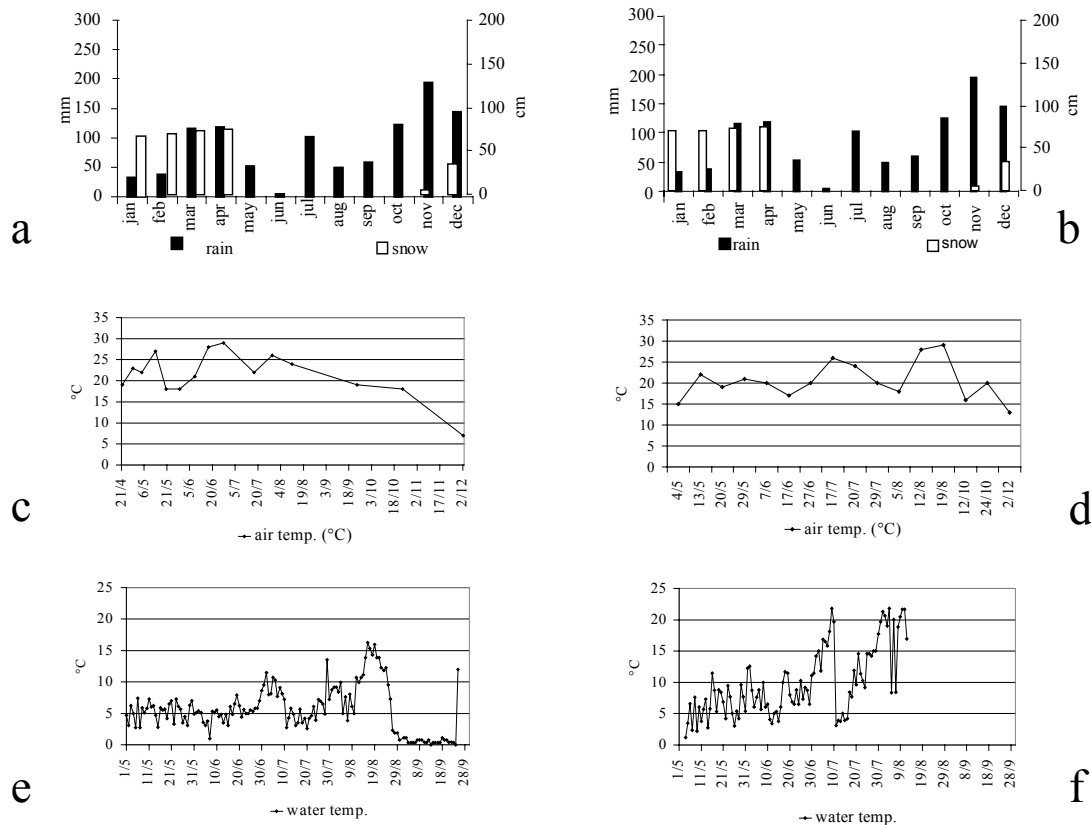 300
250
200
150
100
50
0
mm
200
150
100
50
0
cm
jan
feb
mar
apr
may
jun
jul
aug
sep
oct
nov
dec
rain
snow
a
300
250
200
150
100
50
0
mm
200
150
100
50
0
cm
jan
feb
mar
apr
may
jun
jul
aug
sep
oct
nov
dec
rain
snow
b
35
30
25
20
15
10
5
0
°C
21/4
6/5
21/5
5/6
20/6
5/7
20/7
4/8
19/8
3/9
18/9
3/10
18/10
2/11
17/11
2/12
air temp. (°C)
c
35
30
25
20
15
10
5
0
°C
4/5
13/5
20/5
29/5
7/6
17/6
27/6
17/7
20/7
29/7
5/8
12/8
19/8
12/10
24/10
2/12
air temp. (°C)
d
25
20
15
10
5
0
°C
1/5
11/5
21/5
31/5
10/6
20/6
30/6
10/7
20/7
30/7
9/8
19/8
29/8
8/9
18/9
28/9
water temp.
e
25
20
15
10
5
0
°C
1/5
11/5
21/5
31/5
10/6
20/6
30/6
10/7
20/7
30/7
9/8
19/8
29/8
8/9
18/9
28/9
water temp.
f